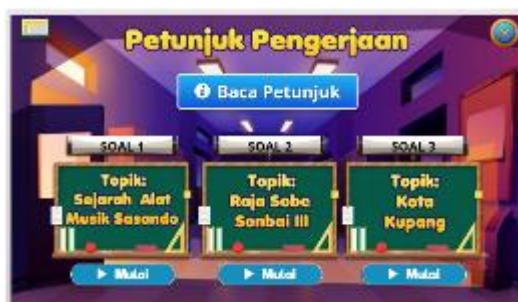 Petunjuk Pengerjaan
Baca Petunjuk
SOAL 1
SOAL 2
SOAL 3
Topik:
Sejarah Alat
Musik Sasando
Topik:
Raja Sobe
Sonbai III
Topik:
Kota
Kupang
Mulai
Mulai
Mulai